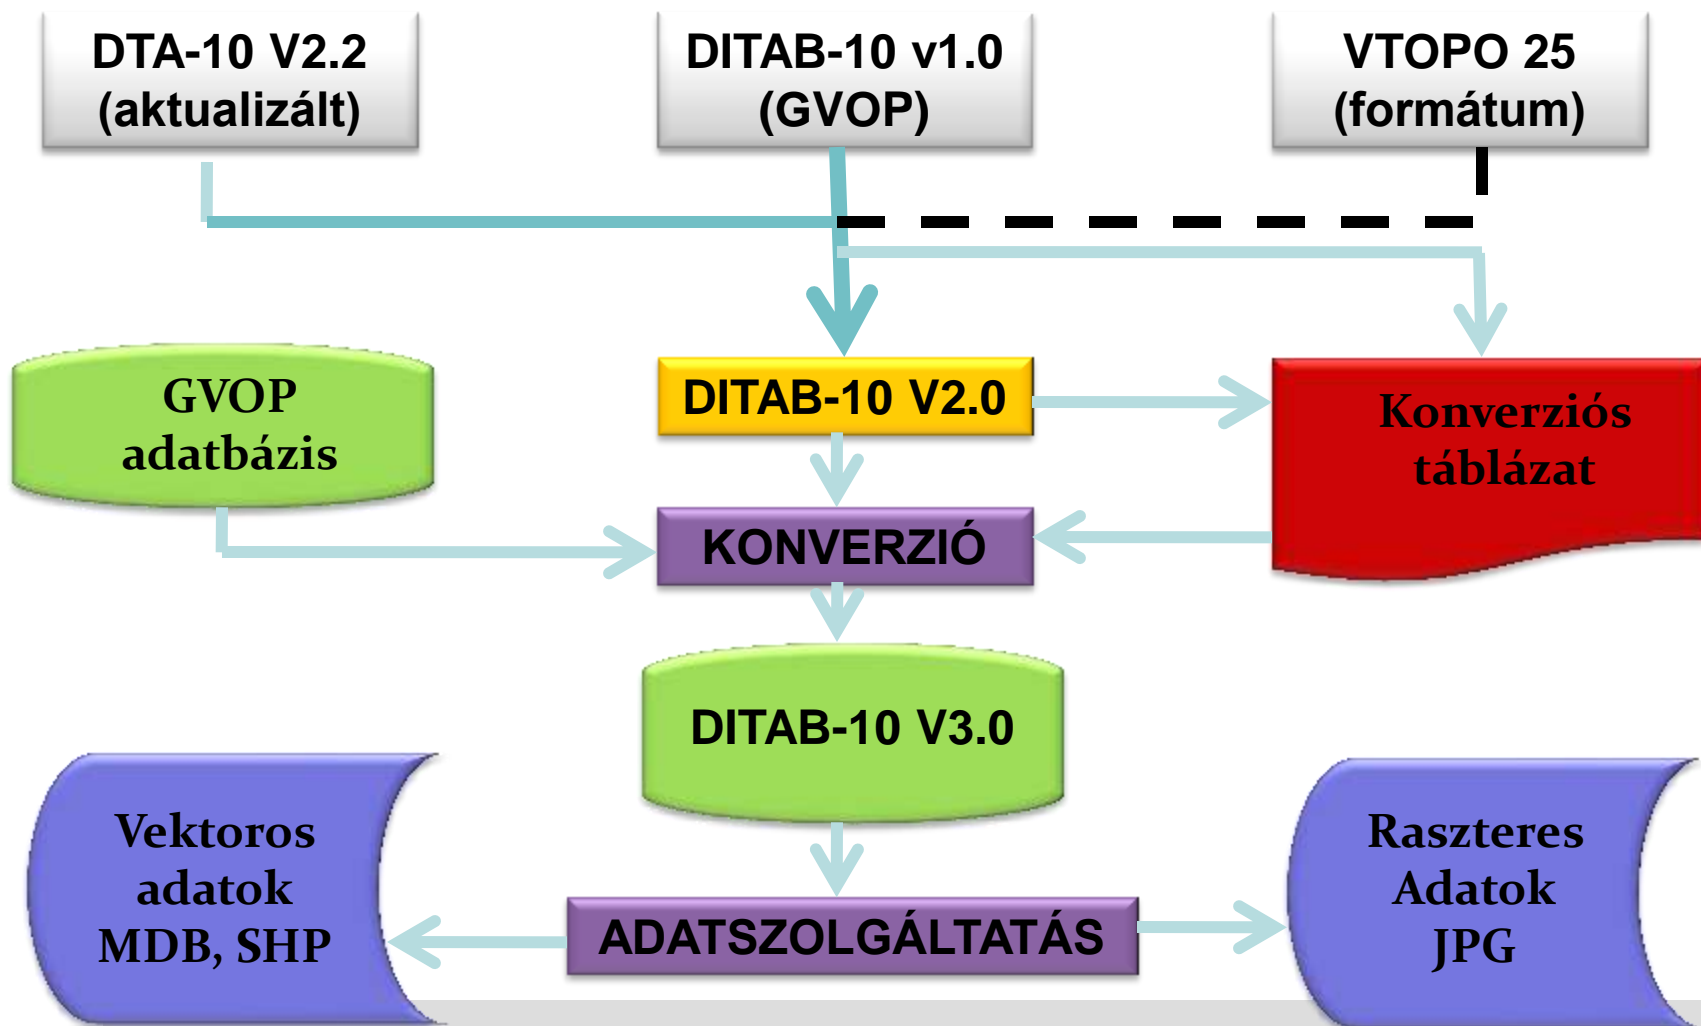 DTA-10 V2.2
(aktualizált)
DITAB-10 v1.0
(GVOP)
VTOPO 25
(formátum)
GVOP
adatbázis
DITAB-10 V2.0
Konverziós
táblázat
KONVERZIÓ
DITAB-10 V3.0
Vektoros
adatok
MDB, SHP
ADATSZOLGÁLTATÁS
Raszteres
Adatok
JPG